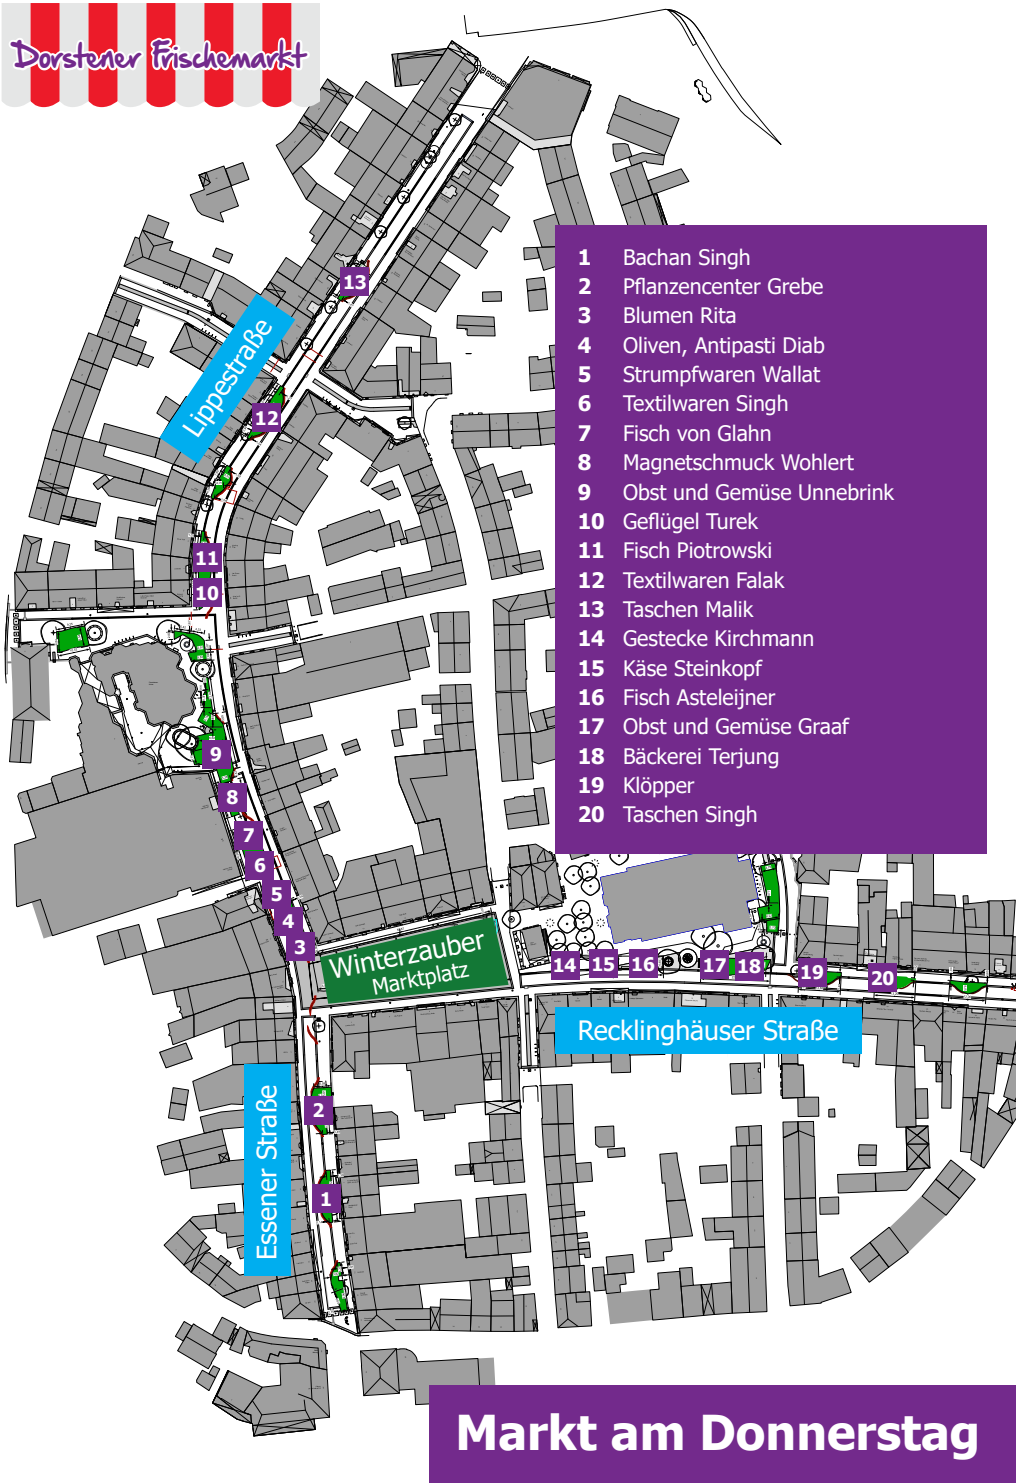 Dorstener Frischemarkt
1 Bachan Singh
2 Pflanzencenter Grebe
3 Blumen Rita
4 Oliven, Antipasti Diab
5 Strumpfwaren Wallat
6 Textilwaren Singh
7 Fisch von Glahn
8 Magnetschmuck Wohlert
9 Obst und Gemüse Unnebrink
10 Geflügel Turek
11 Fisch Piotrowski
12 Textilwaren Falak
13 Taschen Malik
14 Gestecke Kirchmann
15 Käse Steinkopf
16 Fisch Asteleijner
17 Obst und Gemüse Graaf
18 Bäckerei Terjung
19 Klöpper
20 Taschen Singh
13
Lippestraße
12
11
10
9
8
7
6
5
4
3
Winterzauber
Marktplatz
14 15 16 17 18 19 20
Recklinghäuser Straße
Essener Straße
2
1
Markt am Donnerstag